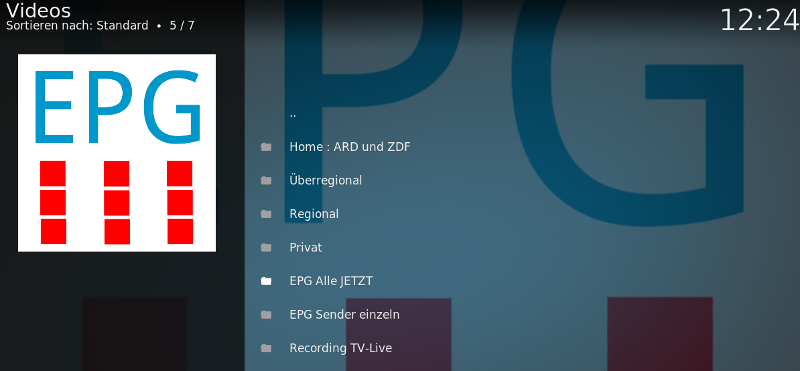 Videos
Sortieren nach: Standard • 5 / 7
12:24
EPG
..
Home : ARD und ZDF
Überregional
Regional
Privat
EPG Alle JETZT
EPG Sender einzeln
Recording TV-Live
PG